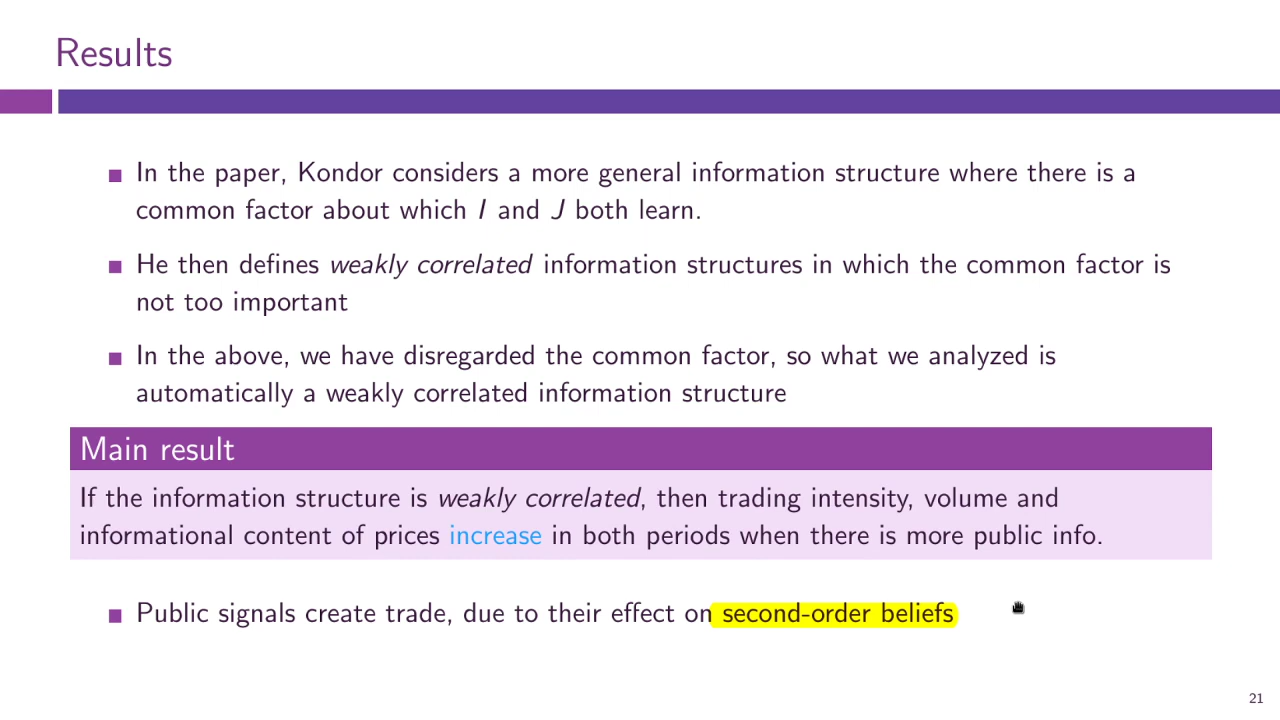 Results
In the paper, Kondor considers a more general information structure where there is a
common factor about which I and J both learn.
He then defines weakly correlated information structures in which the common factor is
not too important
In the above, we have disregarded the common factor, so what we analyzed is
automatically a weakly correlated information structure
Main result
If the information structure is weakly correlated, then trading intensity, volume and
informational content of prices increase in both periods when there is more public info.
Public signals create trade, due to their effect on second-order beliefs
21